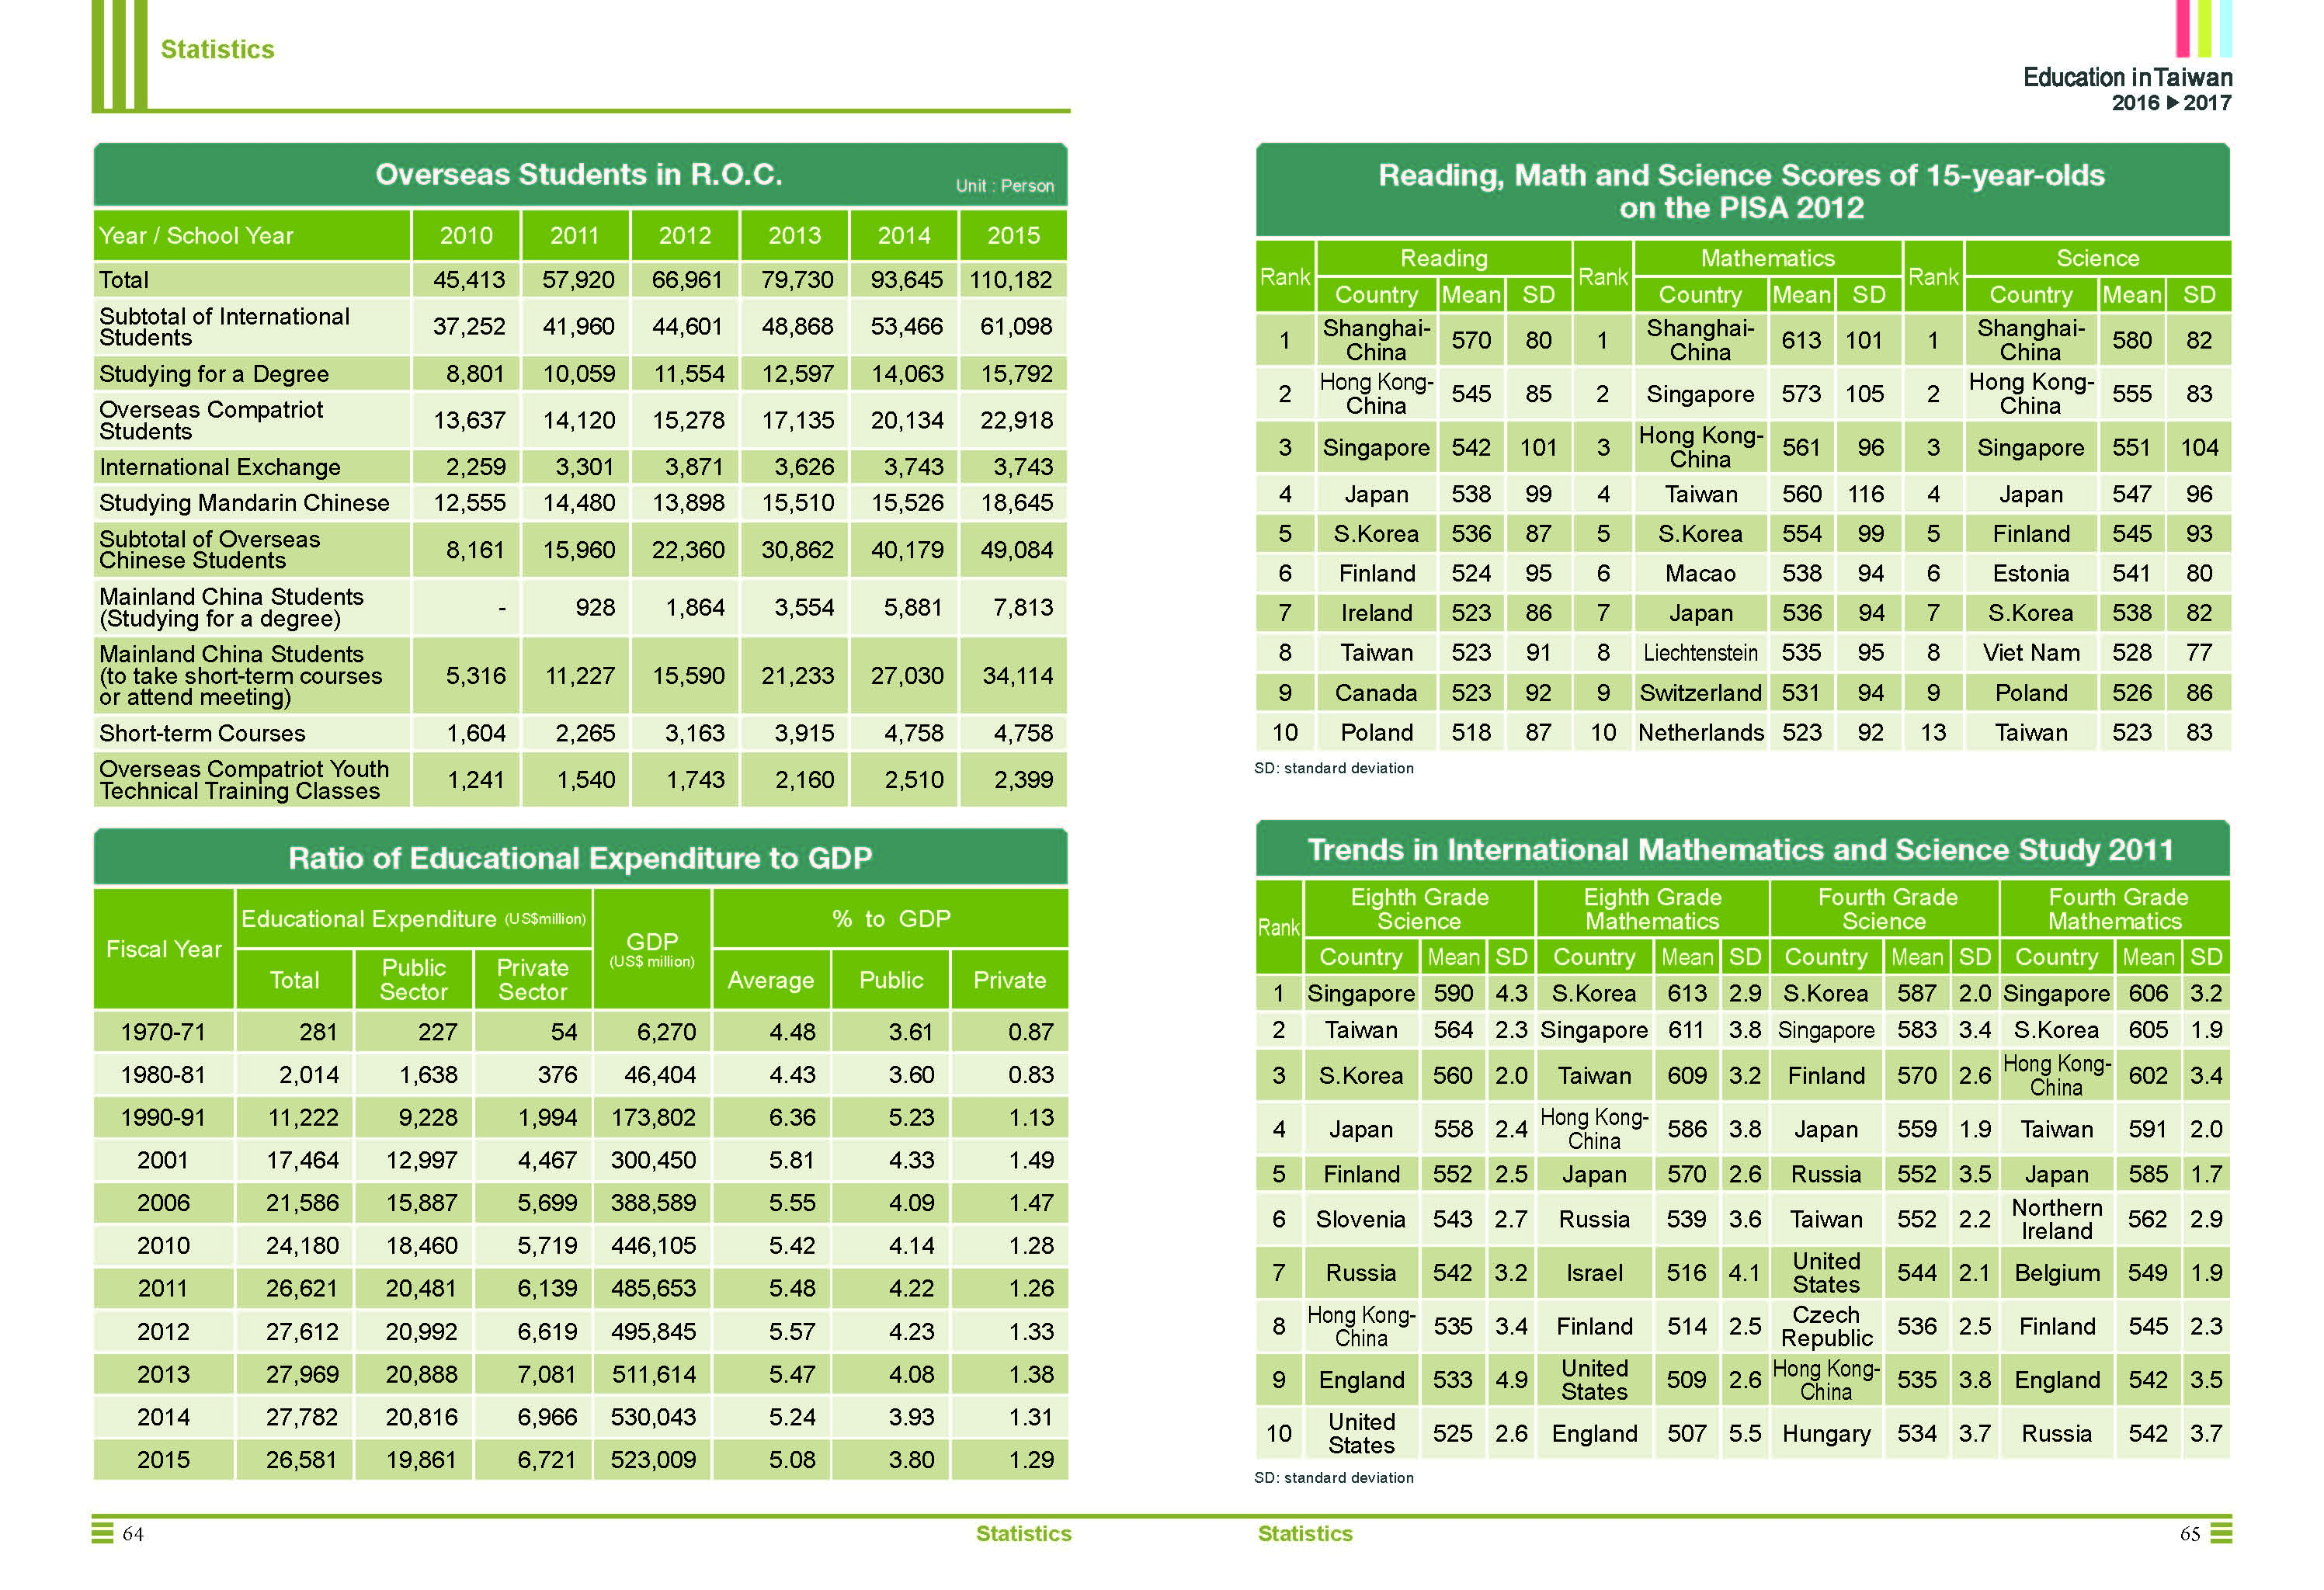 Statistics
Education in Taiwan
2016 ▶ 2017
Overseas Students in R.O.C.
Unit : Person
Year / School Year 2010 2011 2012 2013 2014 2015
Total 45,413 57,920 66,961 79,730 93,645 110,182
Subtotal of International
Students 37,252 41,960 44,601 48,868 53,466 61,098
Studying for a Degree 8,801 10,059 11,554 12,597 14,063 15,792
Overseas Compatriot
Students 13,637 14,120 15,278 17,135 20,134 22,918
International Exchange 2,259 3,301 3,871 3,626 3,743 3,743
Studying Mandarin Chinese 12,555 14,480 13,898 15,510 15,526 18,645
Subtotal of Overseas
Chinese Students 8,161 15,960 22,360 30,862 40,179 49,084
Mainland China Students
(Studying for a degree) - 928 1,864 3,554 5,881 7,813
Mainland China Students
(to take short-term courses
or attend meeting) 5,316 11,227 15,590 21,233 27,030 34,114
Short-term Courses 1,604 2,265 3,163 3,915 4,758 4,758
Overseas Compatriot Youth
Technical Training Classes 1,241 1,540 1,743 2,160 2,510 2,399
Ratio of Educational Expenditure to GDP
Fiscal Year Educational Expenditure (US$million) GDP
(US$ million) % to GDP
Total Public
Sector Private
Sector Average Public Private
1970-71 281 227 54 6,270 4.48 3.61 0.87
1980-81 2,014 1,638 376 46,404 4.43 3.60 0.83
1990-91 11,222 9,228 1,994 173,802 6.36 5.23 1.13
2001 17,464 12,997 4,467 300,450 5.81 4.33 1.49
2006 21,586 15,887 5,699 388,589 5.55 4.09 1.47
2010 24,180 18,460 5,719 446,105 5.42 4.14 1.28
2011 26,621 20,481 6,139 485,653 5.48 4.22 1.26
2012 27,612 20,992 6,619 495,845 5.57 4.23 1.33
2013 27,969 20,888 7,081 511,614 5.47 4.08 1.38
2014 27,782 20,816 6,966 530,043 5.24 3.93 1.31
2015 26,581 19,861 6,721 523,009 5.08 3.80 1.29
64 Statistics
Reading, Math and Science Scores of 15-year-olds
on the PISA 2012
Rank Reading Rank Mathematics Rank Science
Country Mean SD Country Mean SD Country Mean SD
1 Shanghai-
China 570 80 1 Shanghai-
China 613 101 1 Shanghai-
China 580 82
2 Hong Kong-
China 545 85 2 Singapore 573 105 2 Hong Kong-
China 555 83
3 Singapore 542 101 3 Hong Kong-
China 561 96 3 Singapore 551 104
4 Japan 538 99 4 Taiwan 560 116 4 Japan 547 96
5 S.Korea 536 87 5 S.Korea 554 99 5 Finland 545 93
6 Finland 524 95 6 Macao 538 94 6 Estonia 541 80
7 Ireland 523 86 7 Japan 536 94 7 S.Korea 538 82
8 Taiwan 523 91 8 Liechtenstein 535 95 8 Viet Nam 528 77
9 Canada 523 92 9 Switzerland 531 94 9 Poland 526 86
10 Poland 518 87 10 Netherlands 523 92 13 Taiwan 523 83
SD: standard deviation
Trends in International Mathematics and Science Study 2011
Rank Eighth Grade
Science Eighth Grade
Mathematics Fourth Grade
Science Fourth Grade
Mathematics
Country Mean SD Country Mean SD Country Mean SD Country Mean SD
1 Singapore 590 4.3 S.Korea 613 2.9 S.Korea 587 2.0 Singapore 606 3.2
2 Taiwan 564 2.3 Singapore 611 3.8 Singapore 583 3.4 S.Korea 605 1.9
3 S.Korea 560 2.0 Taiwan 609 3.2 Finland 570 2.6 Hong Kong-
China 602 3.4
4 Japan 558 2.4 Hong Kong-
China 586 3.8 Japan 559 1.9 Taiwan 591 2.0
5 Finland 552 2.5 Japan 570 2.6 Russia 552 3.5 Japan 585 1.7
6 Slovenia 543 2.7 Russia 539 3.6 Taiwan 552 2.2 Northern
Ireland 562 2.9
7 Russia 542 3.2 Israel 516 4.1 United
States 544 2.1 Belgium 549 1.9
8 Hong Kong-
China 535 3.4 Finland 514 2.5 Czech
Republic 536 2.5 Finland 545 2.3
9 England 533 4.9 United
States 509 2.6 Hong Kong-
China 535 3.8 England 542 3.5
10 United
States 525 2.6 England 507 5.5 Hungary 534 3.7 Russia 542 3.7
SD: standard deviation
Statistics 65